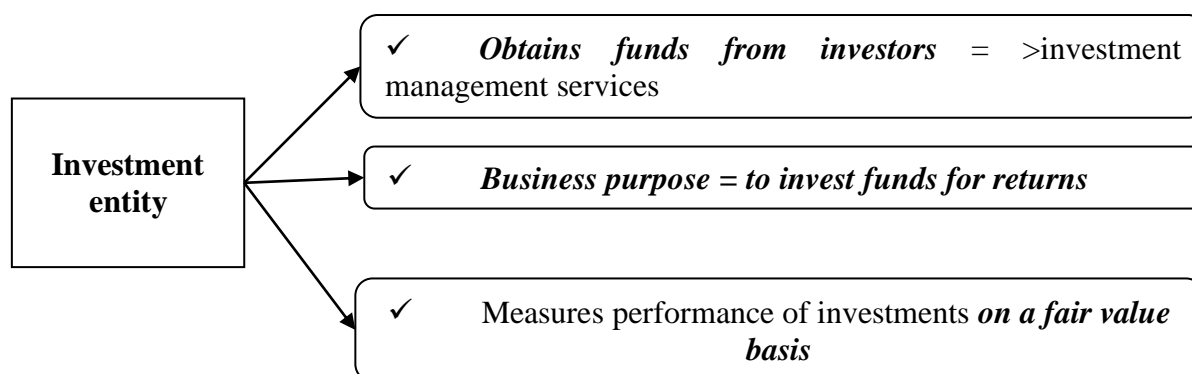 ✓ Obtains funds from investors = >investment
management services
Investment
entity
✓ Business purpose = to invest funds for returns
✓ Measures performance of investments on a fair value
basis